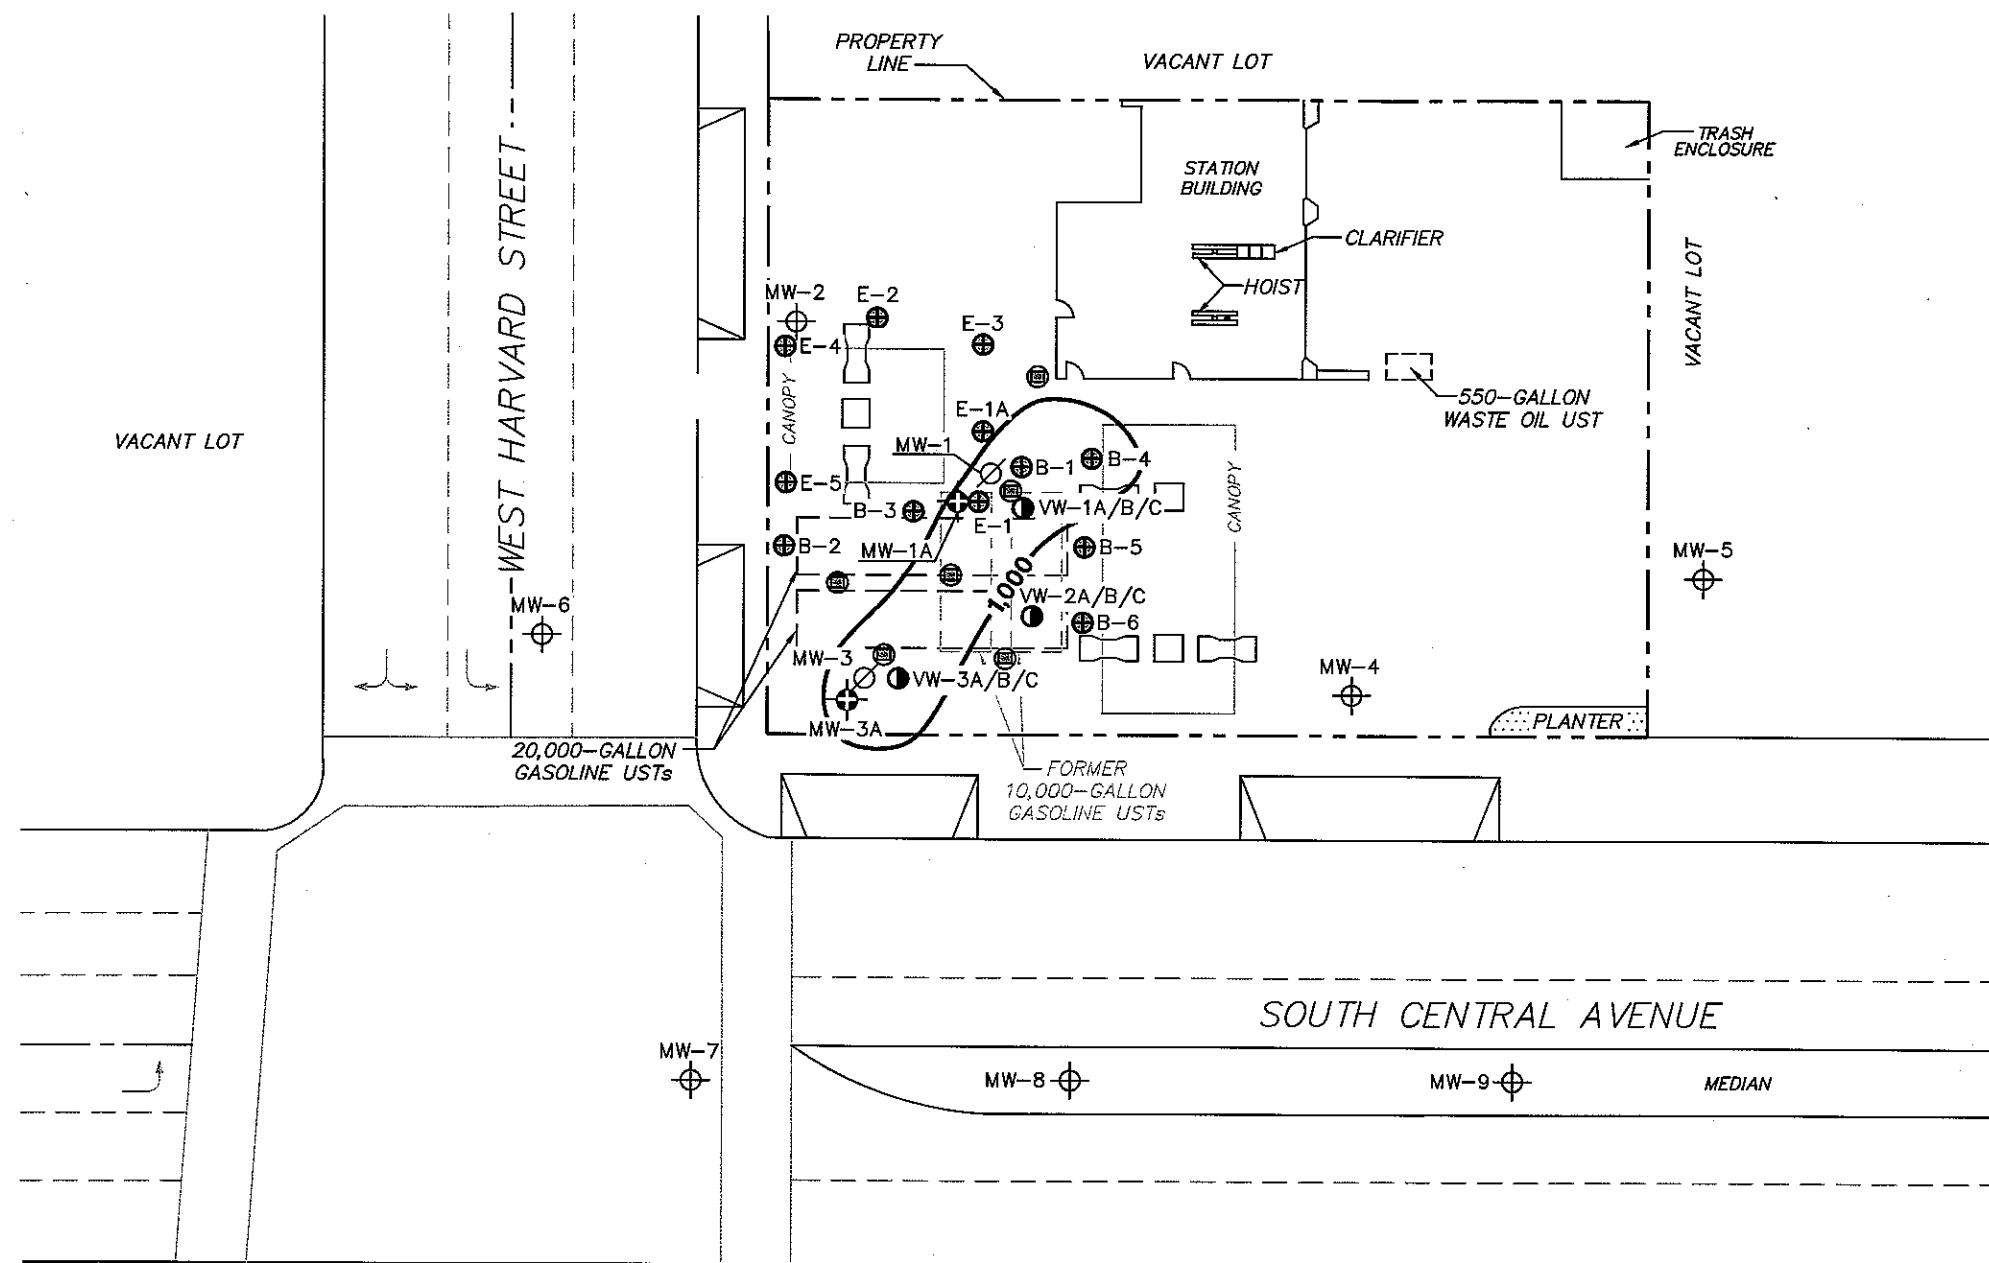 PROPERTY
LINE
VACANT LOT
TRASH
ENCLOSURE
STATION
BUILDING
CLARIFIER
HOIST
VACANT LOT
WEST HARVARD STREET
MW-2
E-2
E-3
E-4
CANOPY
550-GALLON
WASTE OIL UST
VACANT LOT
E-1A
MW-1
B-1
B-4
E-5
CANOPY
B-3
VW-1A/B/C
E-1
B-2
MW-1A
B-5
MW-5
1,000
VW-2A/B/C
MW-6
B-6
MW-3
MW-4
VW-3A/B/C
MW-3A
PLANTER
20,000-GALLON
GASOLINE USTs
FORMER
10,000-GALLON
GASOLINE USTs
SOUTH CENTRAL AVENUE
MW-7
MW-8
MW-9
MEDIAN